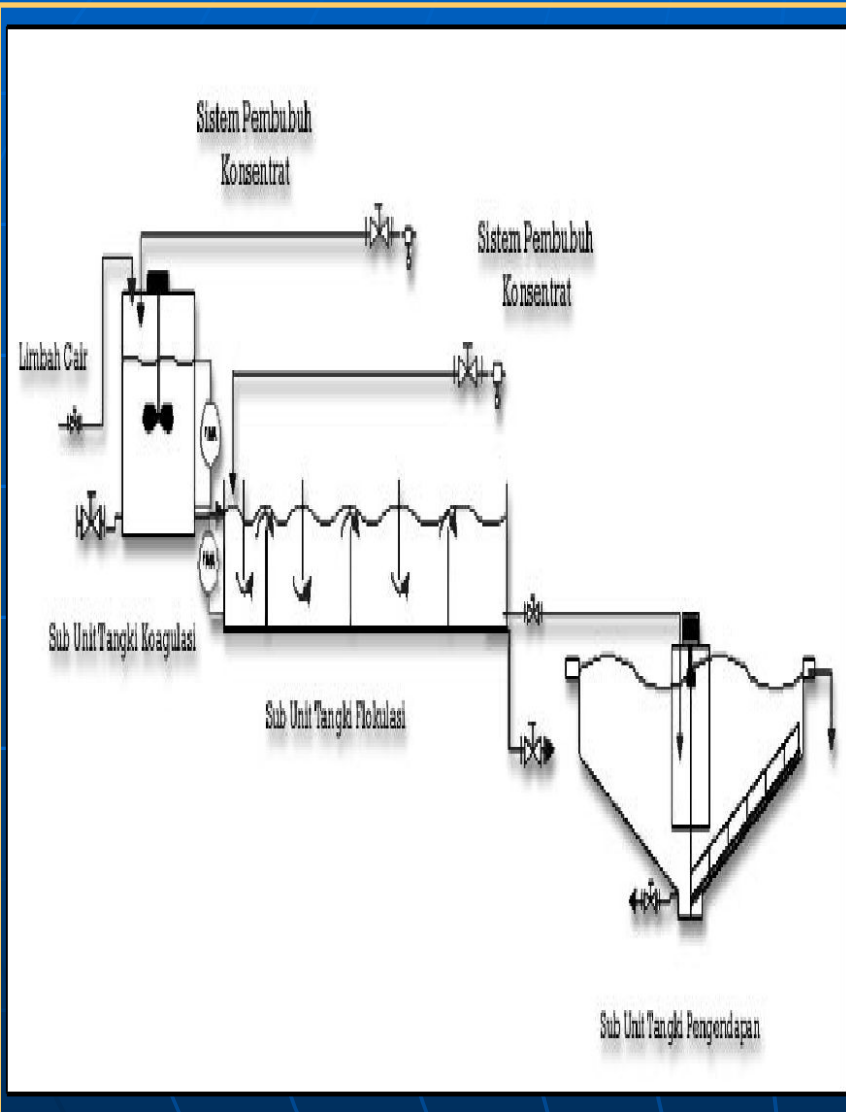 Sistem Pembubuh
Konsentrat
Sistem Pembubuh
Konsentrat
Limbah Cair
Sub Unit Tangki Koagulasi
Sub Unit Tangki Flokulasi
Sub Unit Tangki Pengendapan